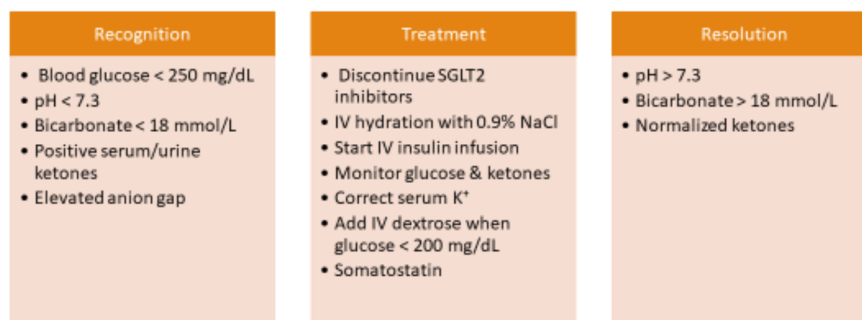 Recognition
• Blood glucose < 250 mg/dL
• pH < 7.3
• Bicarbonate < 18 mmol/L
• Positive serum/urine
ketones
• Elevated anion gap
Treatment
• Discontinue SGLT2
inhibitors
• IV hydration with 0.9% NaCl
• Start IV insulin infusion
• Monitor glucose & ketones
• Correct serum K⁺
• Add IV dextrose when
glucose < 200 mg/dL
• Somatostatin
Resolution
• pH > 7.3
• Bicarbonate > 18 mmol/L
• Normalized ketones